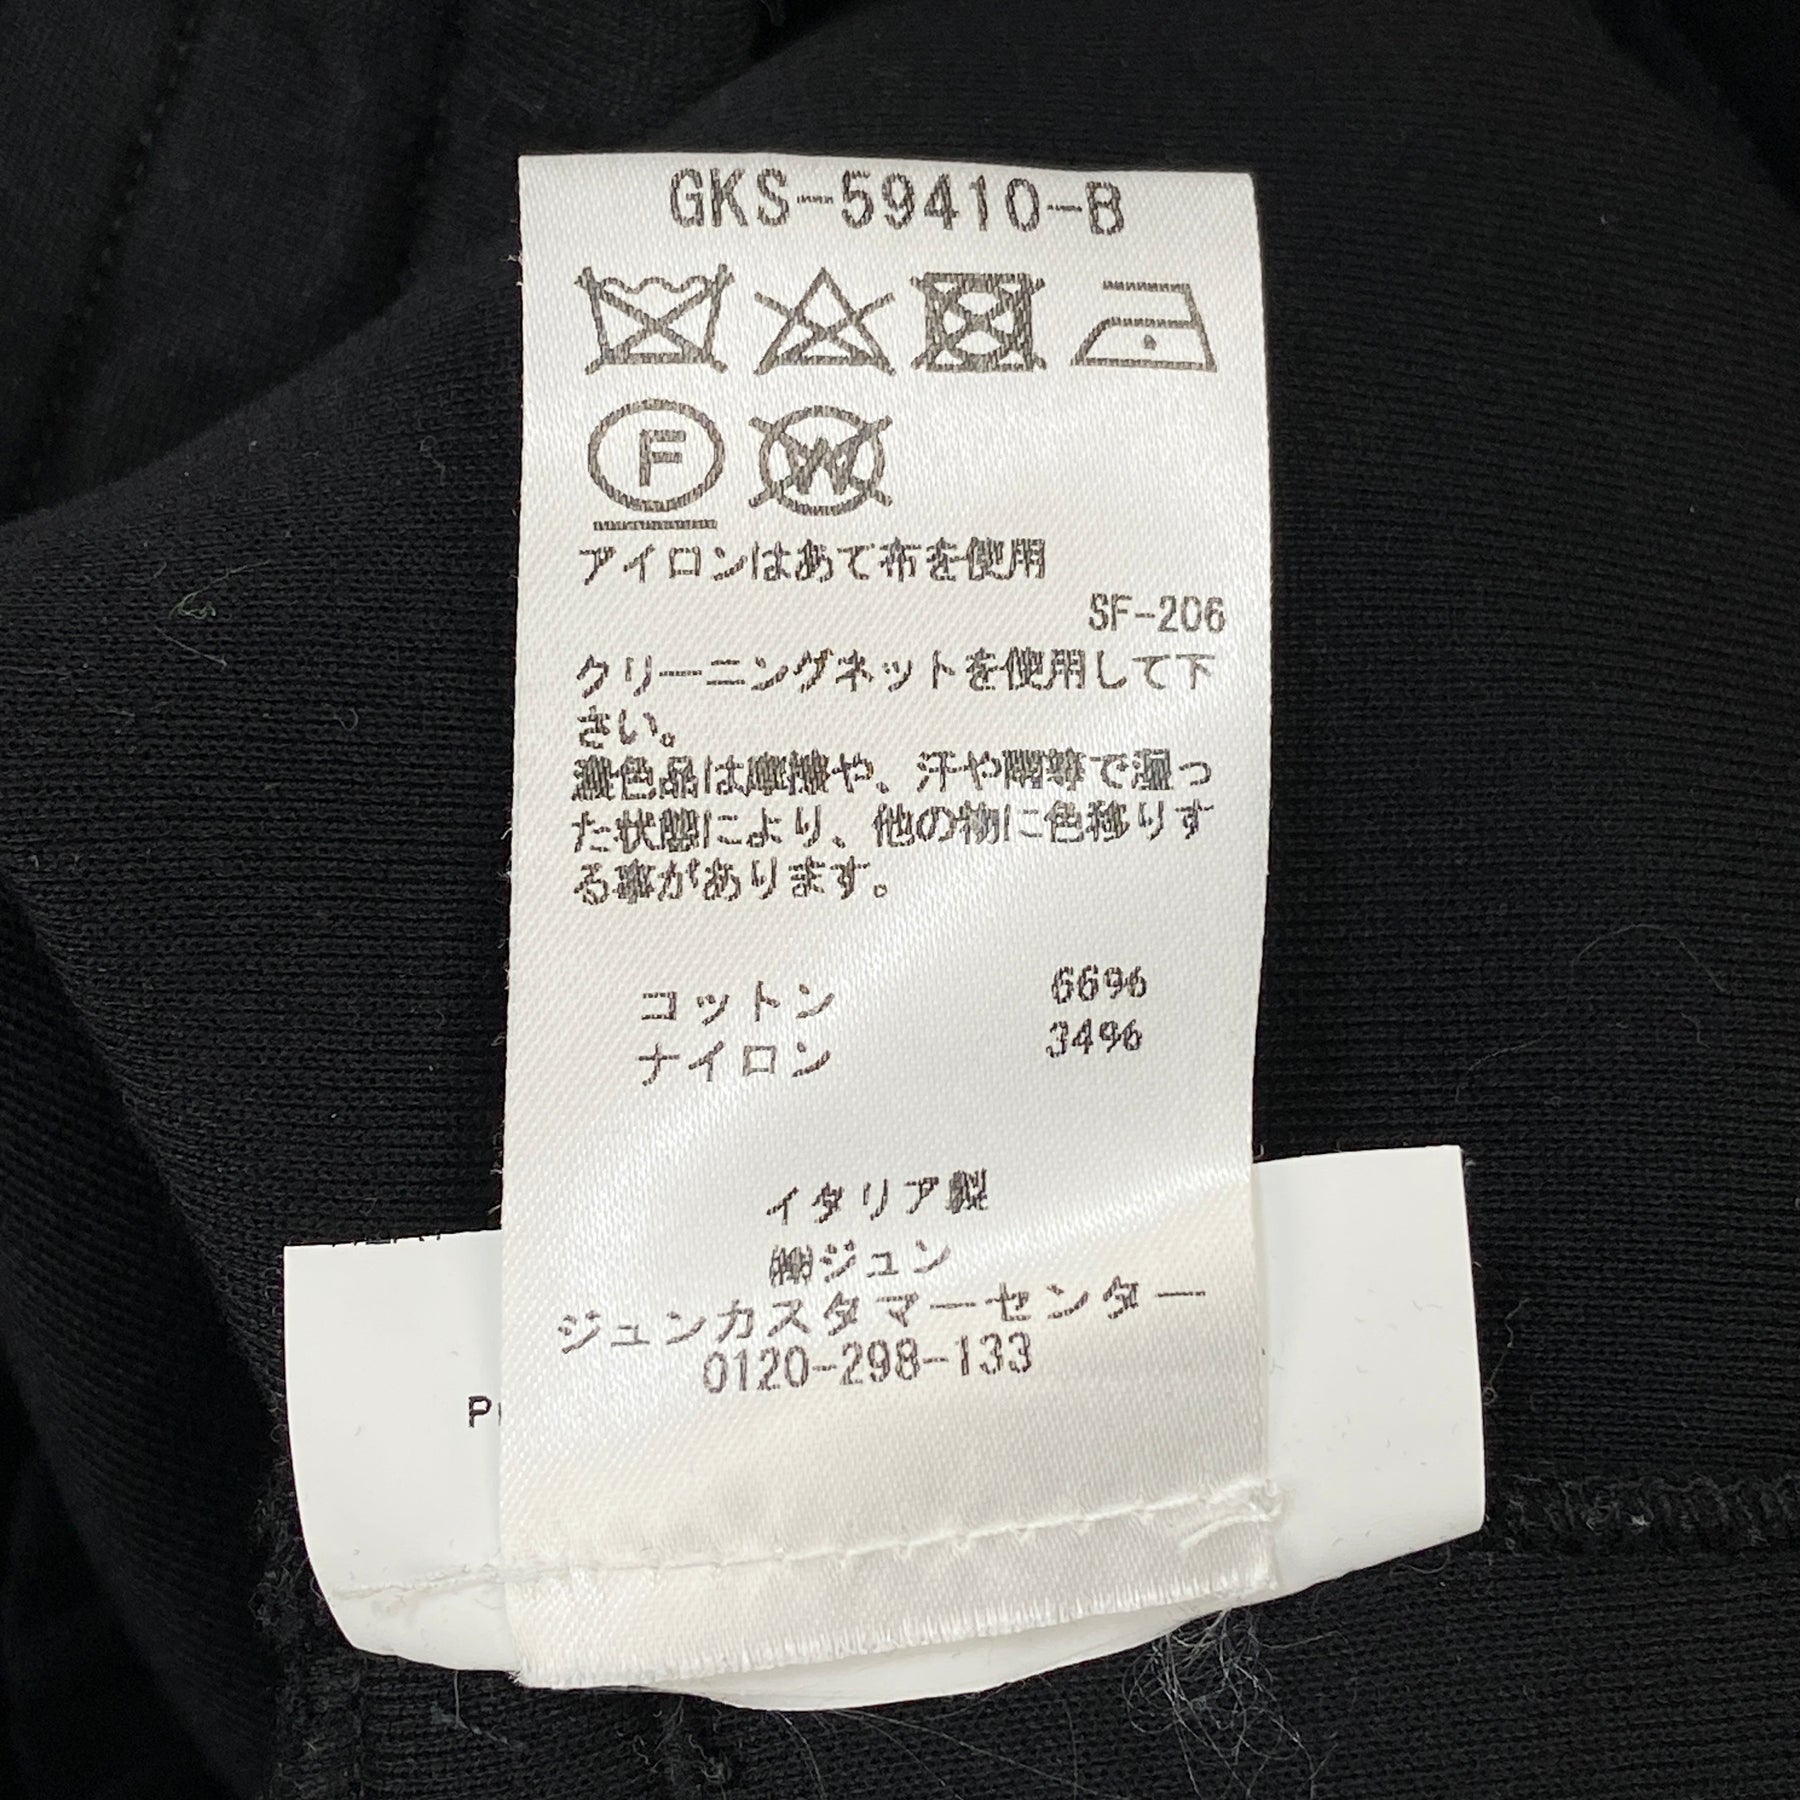 GKS-59410-B
F W
アイロンはあて布を使用
SF-206
クリーニングネットを使用して下
さい。
濃色品は摩擦や、汗や雨等で湿っ
た状態により、他の物に色移りす
る事があります。
コットン 66%
ナイロン 34%
イタリア製
㈱ジュン
ジュンカスタマーセンター
0120-298-133